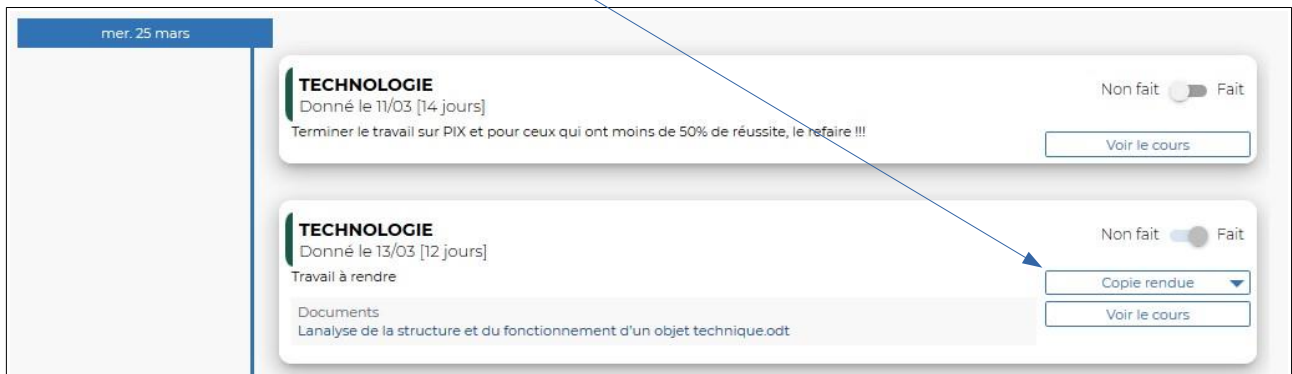 mer. 25 mars
TECHNOLOGIE
Non fait Fait
Donné le 11/03 [14 jours]
Terminer le travail sur PIX et pour ceux qui ont moins de 50% de réussite, le refaire !!!
Voir le cours
TECHNOLOGIE
Non fait Fait
Donné le 13/03 [12 jours]
Travail à rendre
Copie rendue
Documents
Voir le cours
Lanalyse de la structure et du fonctionnement d'un objet technique.odt